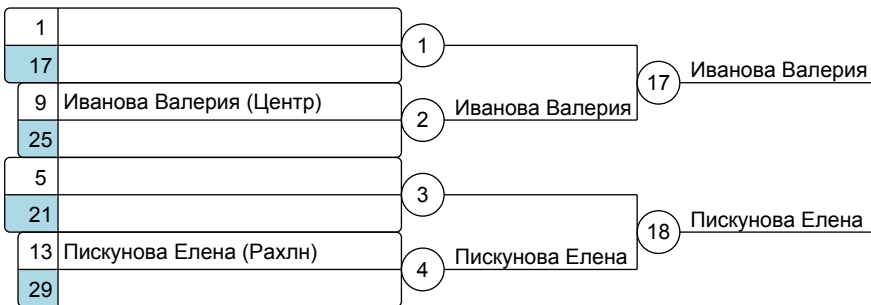 1
1
17
17 Иванова Валерия
9 Иванова Валерия (Центр)
2 Иванова Валерия
25
5
3
21
18 Пискунова Елена
13 Пискунова Елена (Рахлн)
4 Пискунова Елена
29